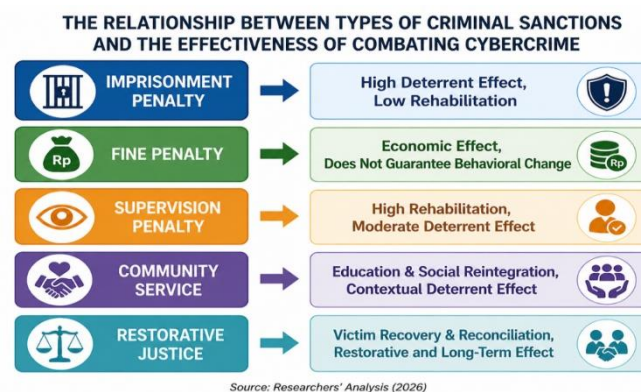 THE RELATIONSHIP BETWEEN TYPES OF CRIMINAL SANCTIONS
AND THE EFFECTIVENESS OF COMBATING CYBERCRIME
IMPRISONMENT
PENALTY
High Deterrent Effect,
Low Rehabilitation
Rp
FINE PENALTY
Economic Effect,
Does Not Guarantee Behavioral Change
Rp
SUPERVISION
PENALTY
High Rehabilitation,
Moderate Deterrent Effect
COMMUNITY
SERVICE
Education & Social Reintegration,
Contextual Deterrent Effect
RESTORATIVE
JUSTICE
Victim Recovery & Reconciliation,
Restorative and Long-Term Effect
Source: Researchers' Analysis (2026)